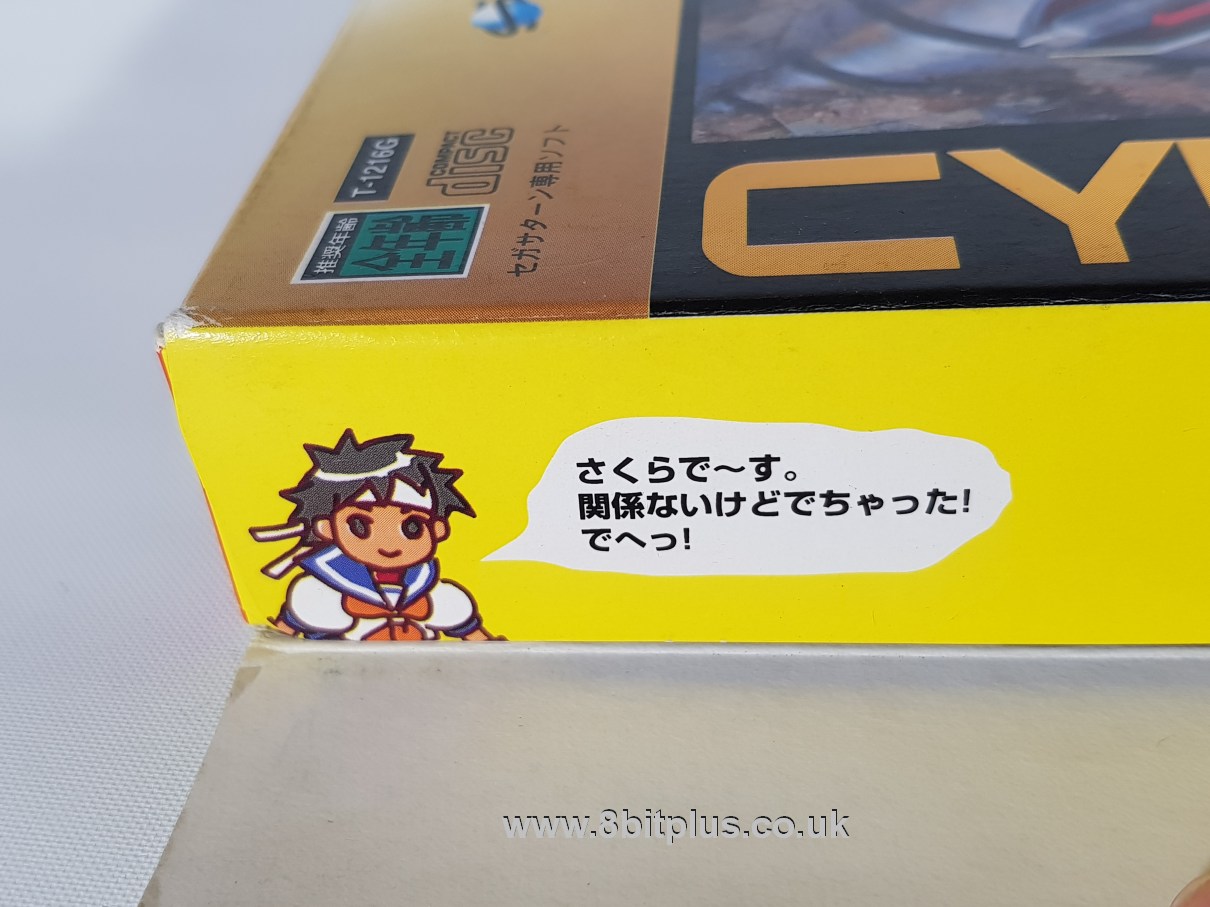 T-1216G
COMPACT
disc
推奨年齢
全年齢
セガサターン専用ソフト
CY
さくらで～す。
関係ないけどでちゃった!
でへっ!
www.8bitplus.co.uk